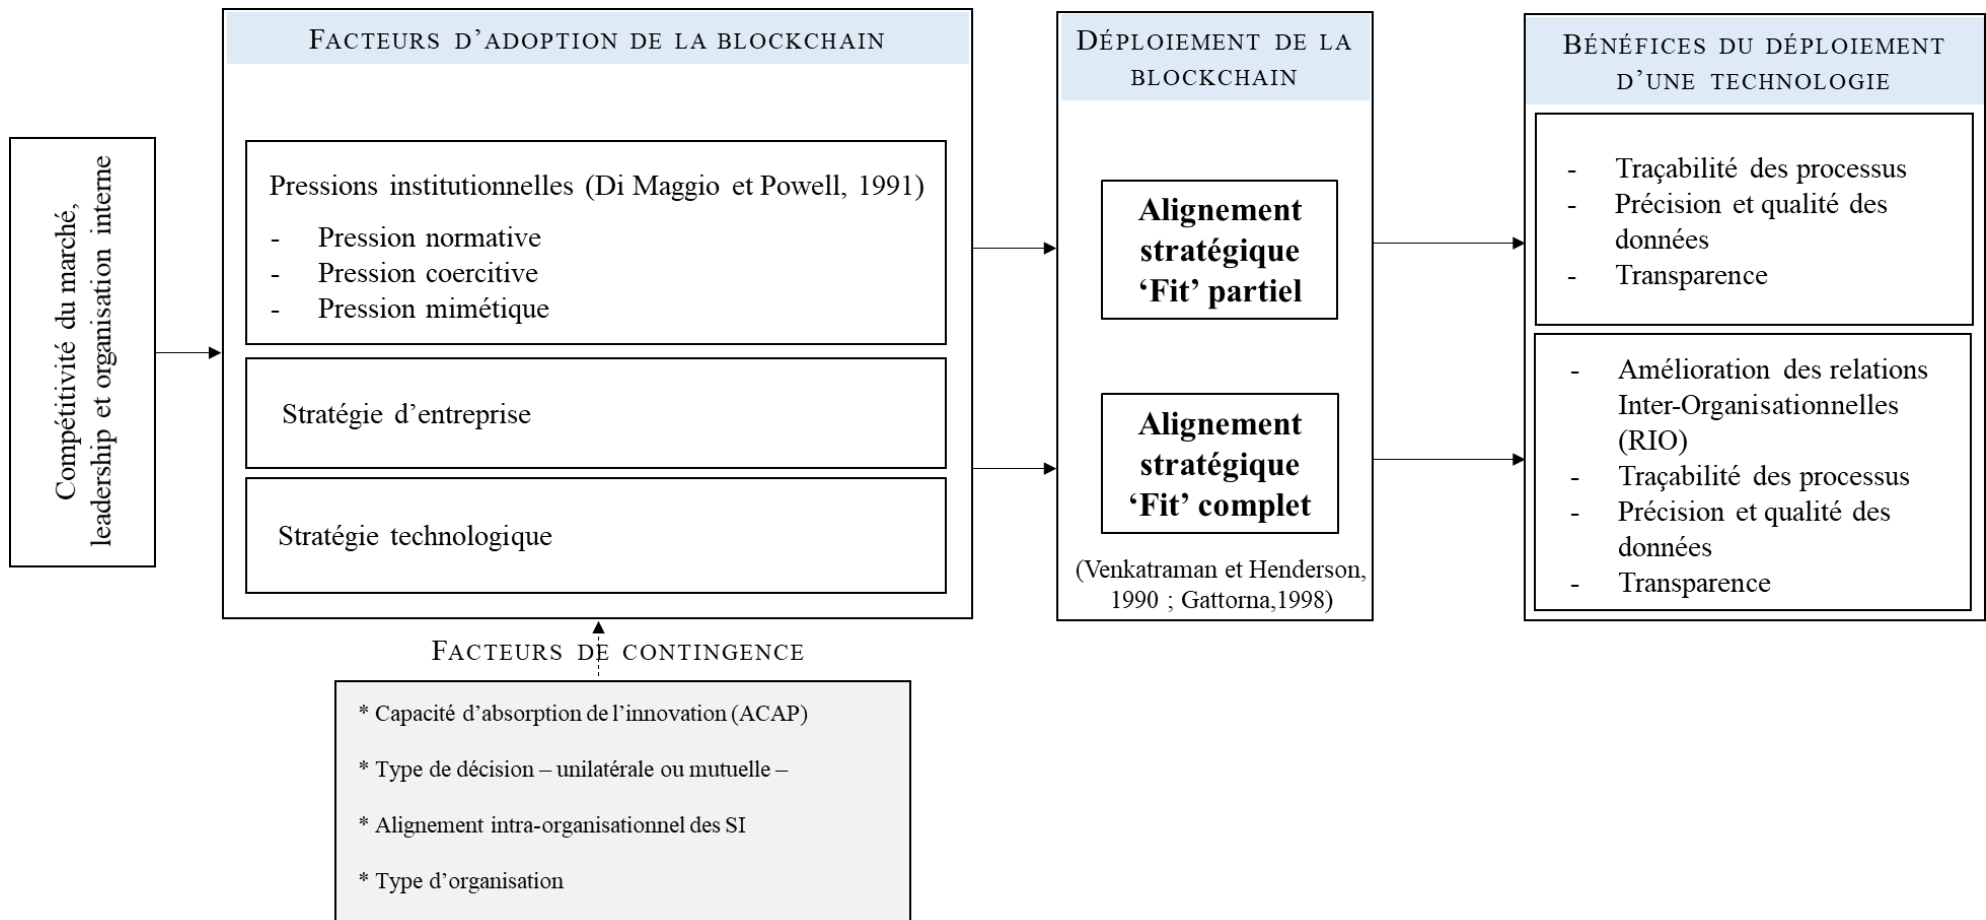 Compétitivité du marché,
leadership et organisation interne
FACTEURS D’ADOPTION DE LA BLOCKCHAIN
Pressions institutionnelles (Di Maggio et Powell, 1991)
- Pression normative
- Pression coercitive
- Pression mimétique
Stratégie d’entreprise
Stratégie technologique
FACTEURS DE CONTINGENCE
* Capacité d’absorption de l’innovation (ACAP)
* Type de décision – unilatérale ou mutuelle –
* Alignement intra-organisationnel des SI
* Type d’organisation
DÉPLOIEMENT DE LA
BLOCKCHAIN
Alignement
stratégique
‘Fit’ partiel
Alignement
stratégique
‘Fit’ complet
(Venkatraman et Henderson,
1990 ; Gattorna,1998)
BÉNÉFICES DU DÉPLOIEMENT
D’UNE TECHNOLOGIE
- Traçabilité des processus
- Précision et qualité des
données
- Transparence
- Amélioration des relations
Inter-Organisationnelles
(RIO)
- Traçabilité des processus
- Précision et qualité des
données
- Transparence